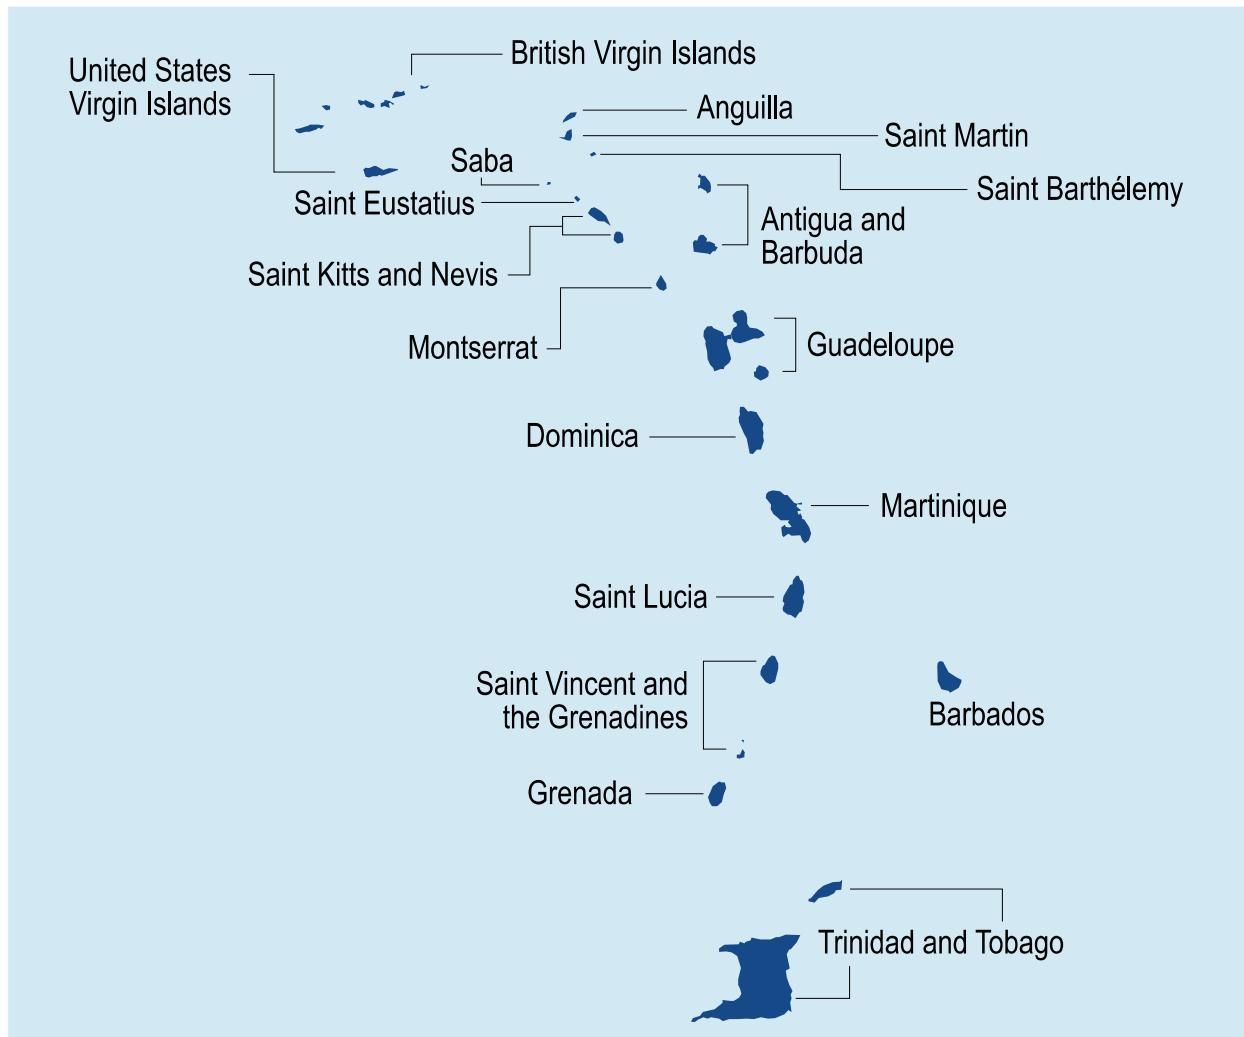 British Virgin Islands
United States
Virgin Islands
Anguilla
Saint Martin
Saba
Saint Barthélemy
Saint Eustatius
Antigua and
Barbuda
Saint Kitts and Nevis
Montserrat
Guadeloupe
Dominica
Martinique
Saint Lucia
Saint Vincent and
the Grenadines
Barbados
Grenada
Trinidad and Tobago